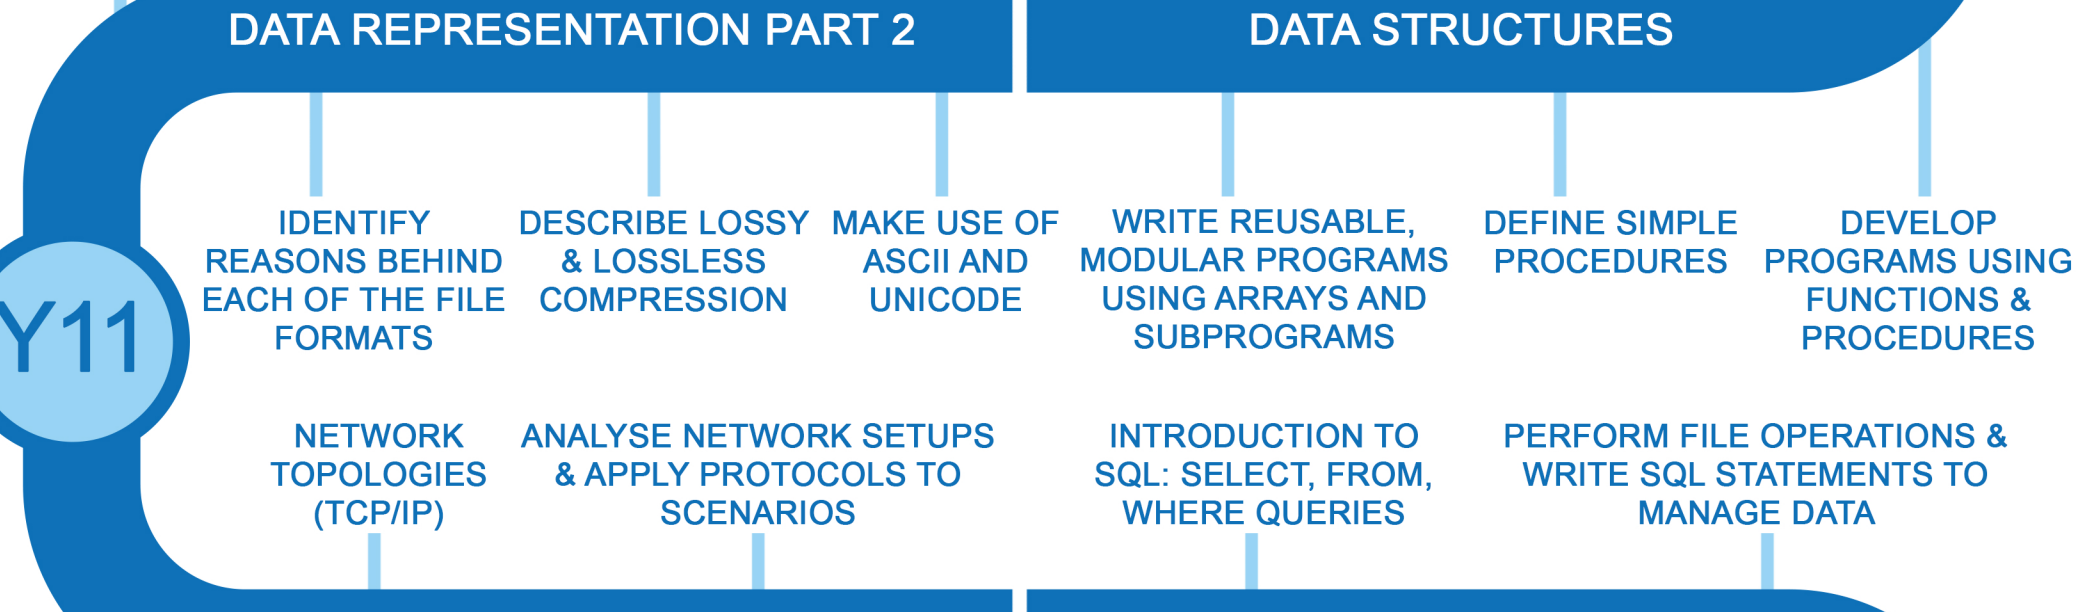 DATA REPRESENTATION PART 2
DATA STRUCTURES
IDENTIFY
REASONS BEHIND
EACH OF THE FILE
FORMATS
DESCRIBE LOSSY
& LOSSLESS
COMPRESSION
MAKE USE OF
ASCII AND
UNICODE
WRITE REUSABLE,
MODULAR PROGRAMS
USING ARRAYS AND
SUBPROGRAMS
DEFINE SIMPLE
PROCEDURES
DEVELOP
PROGRAMS USING
FUNCTIONS &
PROCEDURES
Y11
NETWORK
TOPOLOGIES
(TCP/IP)
ANALYSE NETWORK SETUPS
& APPLY PROTOCOLS TO
SCENARIOS
INTRODUCTION TO
SQL: SELECT, FROM,
WHERE QUERIES
PERFORM FILE OPERATIONS &
WRITE SQL STATEMENTS TO
MANAGE DATA